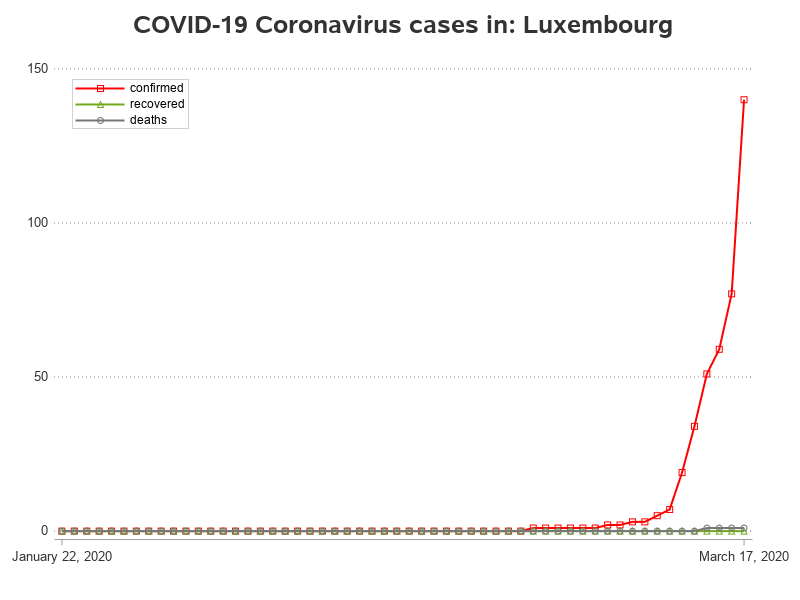 COVID-19 Coronavirus cases in: Luxembourg
150
confirmed
recovered
deaths
100
50
0
January 22, 2020
March 17, 2020